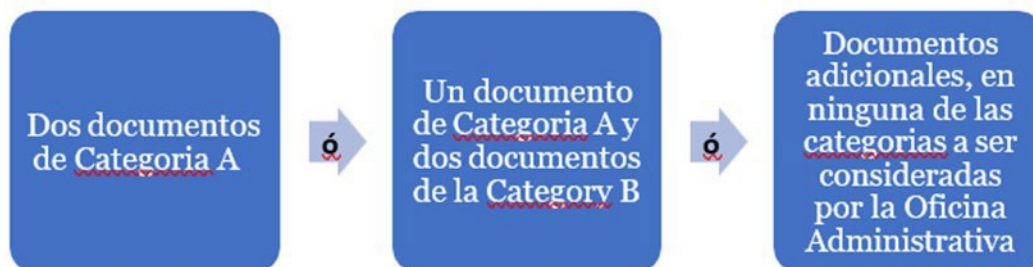 Dos documentos
de Categoria A
ó
Un documento
de Categoria A y
dos documentos
de la Category B
ó
Documentos
adicionales, en
ninguna de las
categorias a ser
consideradas
por la Oficina
Administrativa